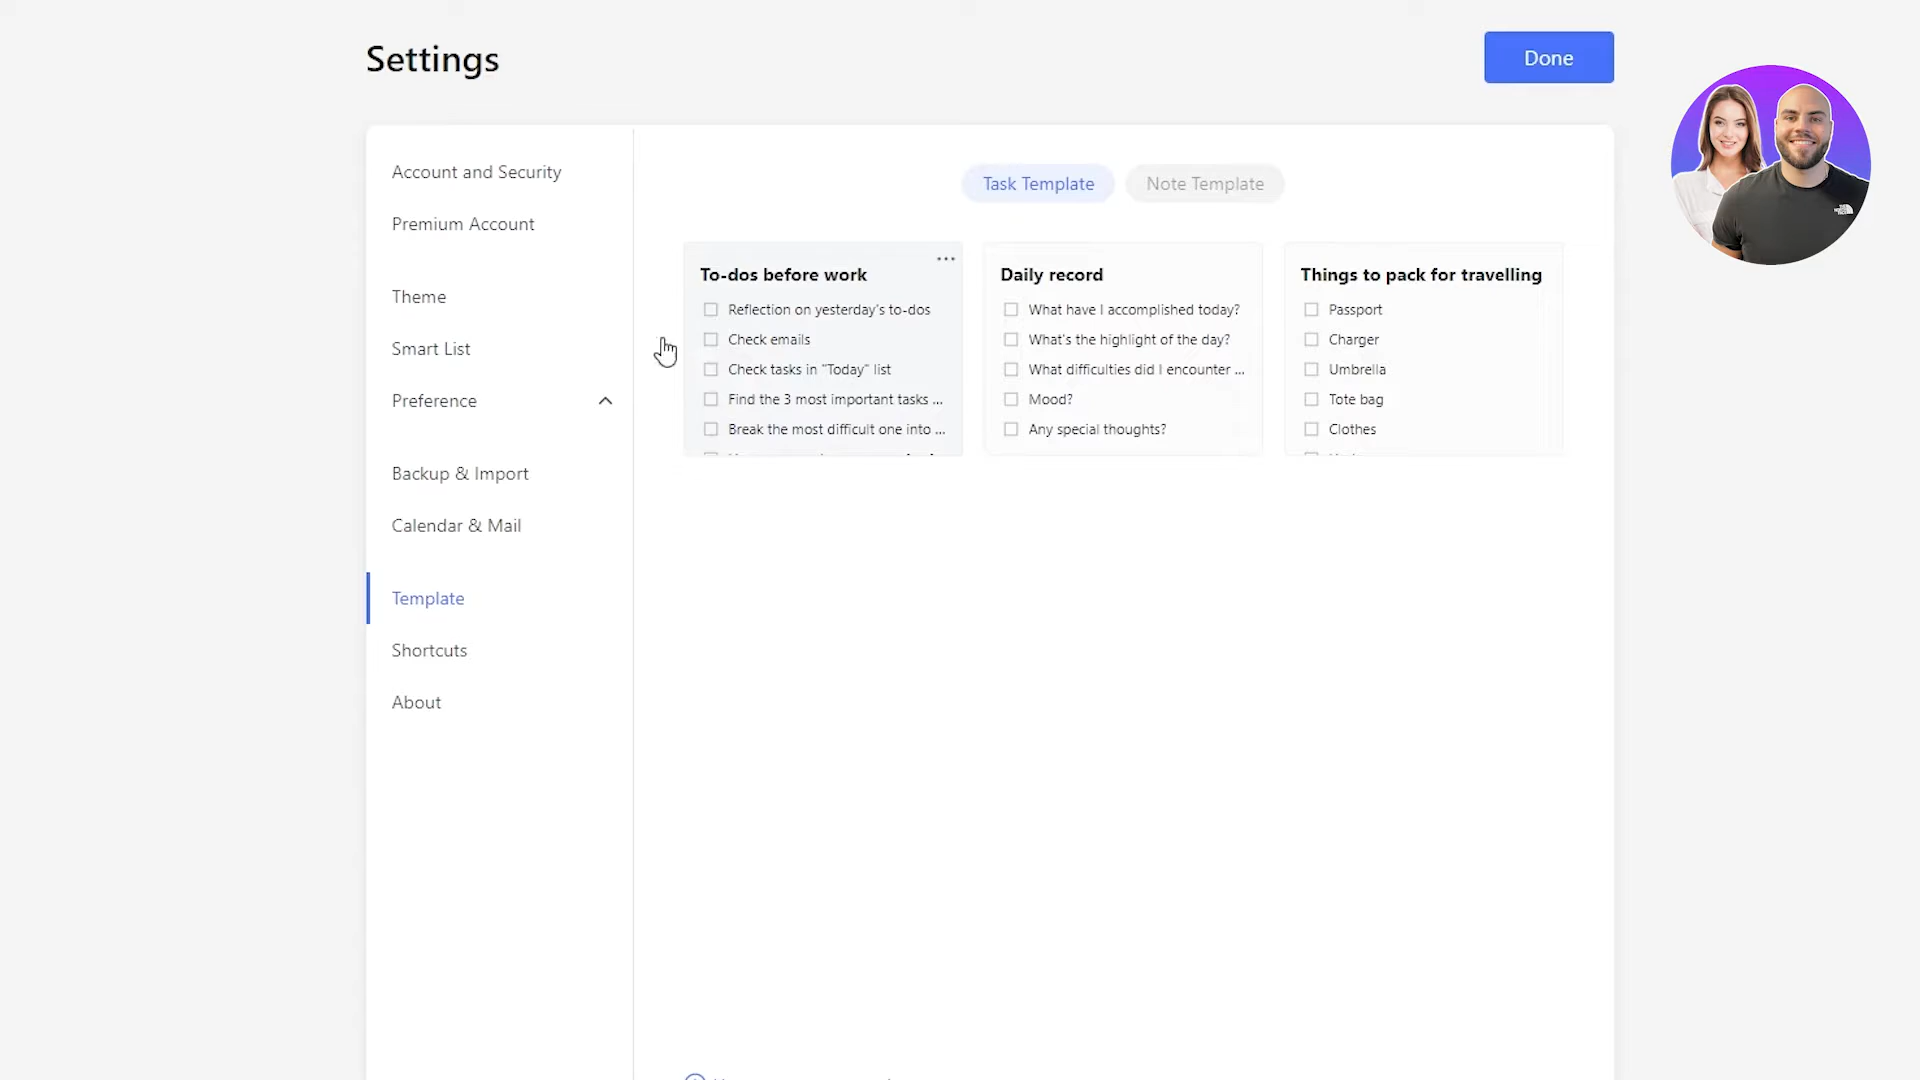 Settings
Done
Account and Security
Premium Account
Theme
Smart List
Preference
Backup & Import
Calendar & Mail
Template
Shortcuts
About
Task Template
Note Template
To-dos before work
Reflection on yesterday's to-dos
Check emails
Check tasks in "Today" list
Find the 3 most important tasks ...
Break the most difficult one into ...
Daily record
What have I accomplished today?
What's the highlight of the day?
What difficulties did I encounter ...
Mood?
Any special thoughts?
Things to pack for travelling
Passport
Charger
Umbrella
Tote bag
Clothes